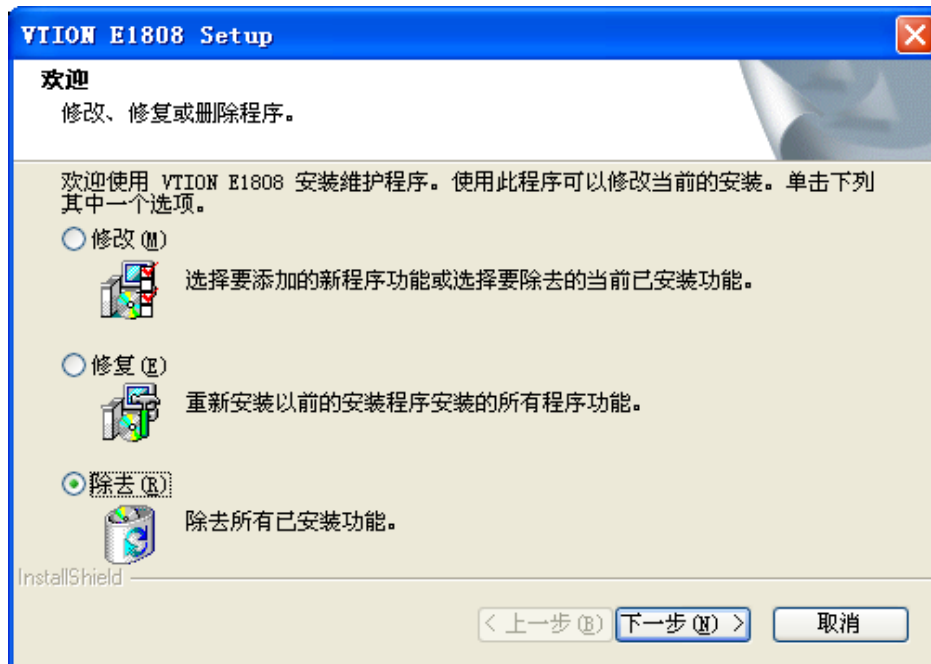 VTION E1808 Setup
欢迎
修改、修复或删除程序。
欢迎使用 VTION E1808 安装维护程序。使用此程序可以修改当前的安装。单击下列
其中一个选项。
修改(M)
选择要添加的新程序功能或选择要除去的当前已安装功能。
修复(E)
重新安装以前的安装程序安装的所有程序功能。
除去(R)
除去所有已安装功能。
InstallShield
< 上一步(B) 下一步(N) > 取消